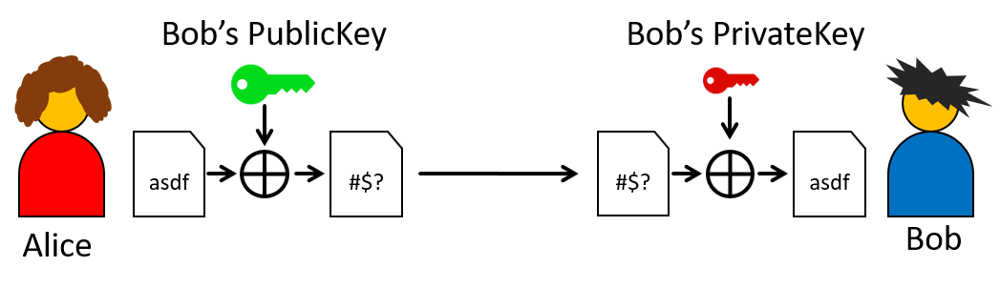 Bob's PublicKey
Bob's PrivateKey
asdf
#$?
#$?
asdf
Alice
Bob